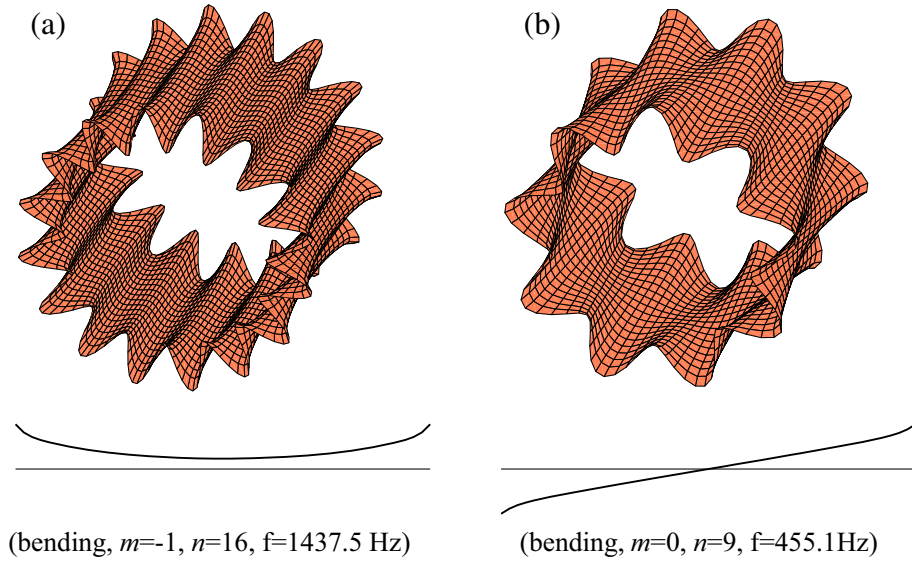 (a)
(b)
(bending, m=-1, n=16, f=1437.5 Hz)
(bending, m=0, n=9, f=455.1Hz)